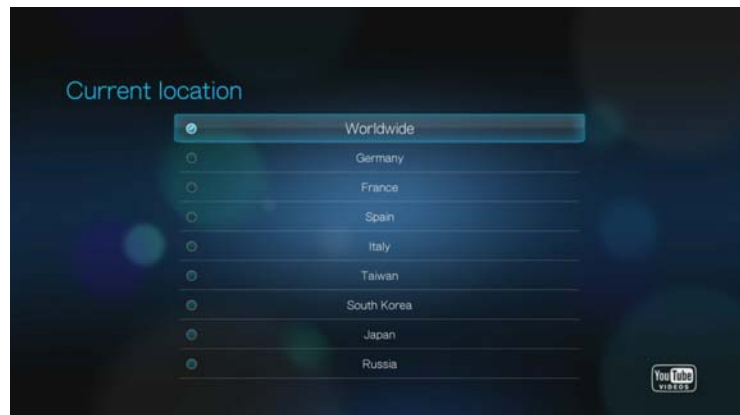 Current location
Worldwide
Germany
France
Spain
Italy
Taiwan
South Korea
Japan
Russia
You Tube
VIDEOS